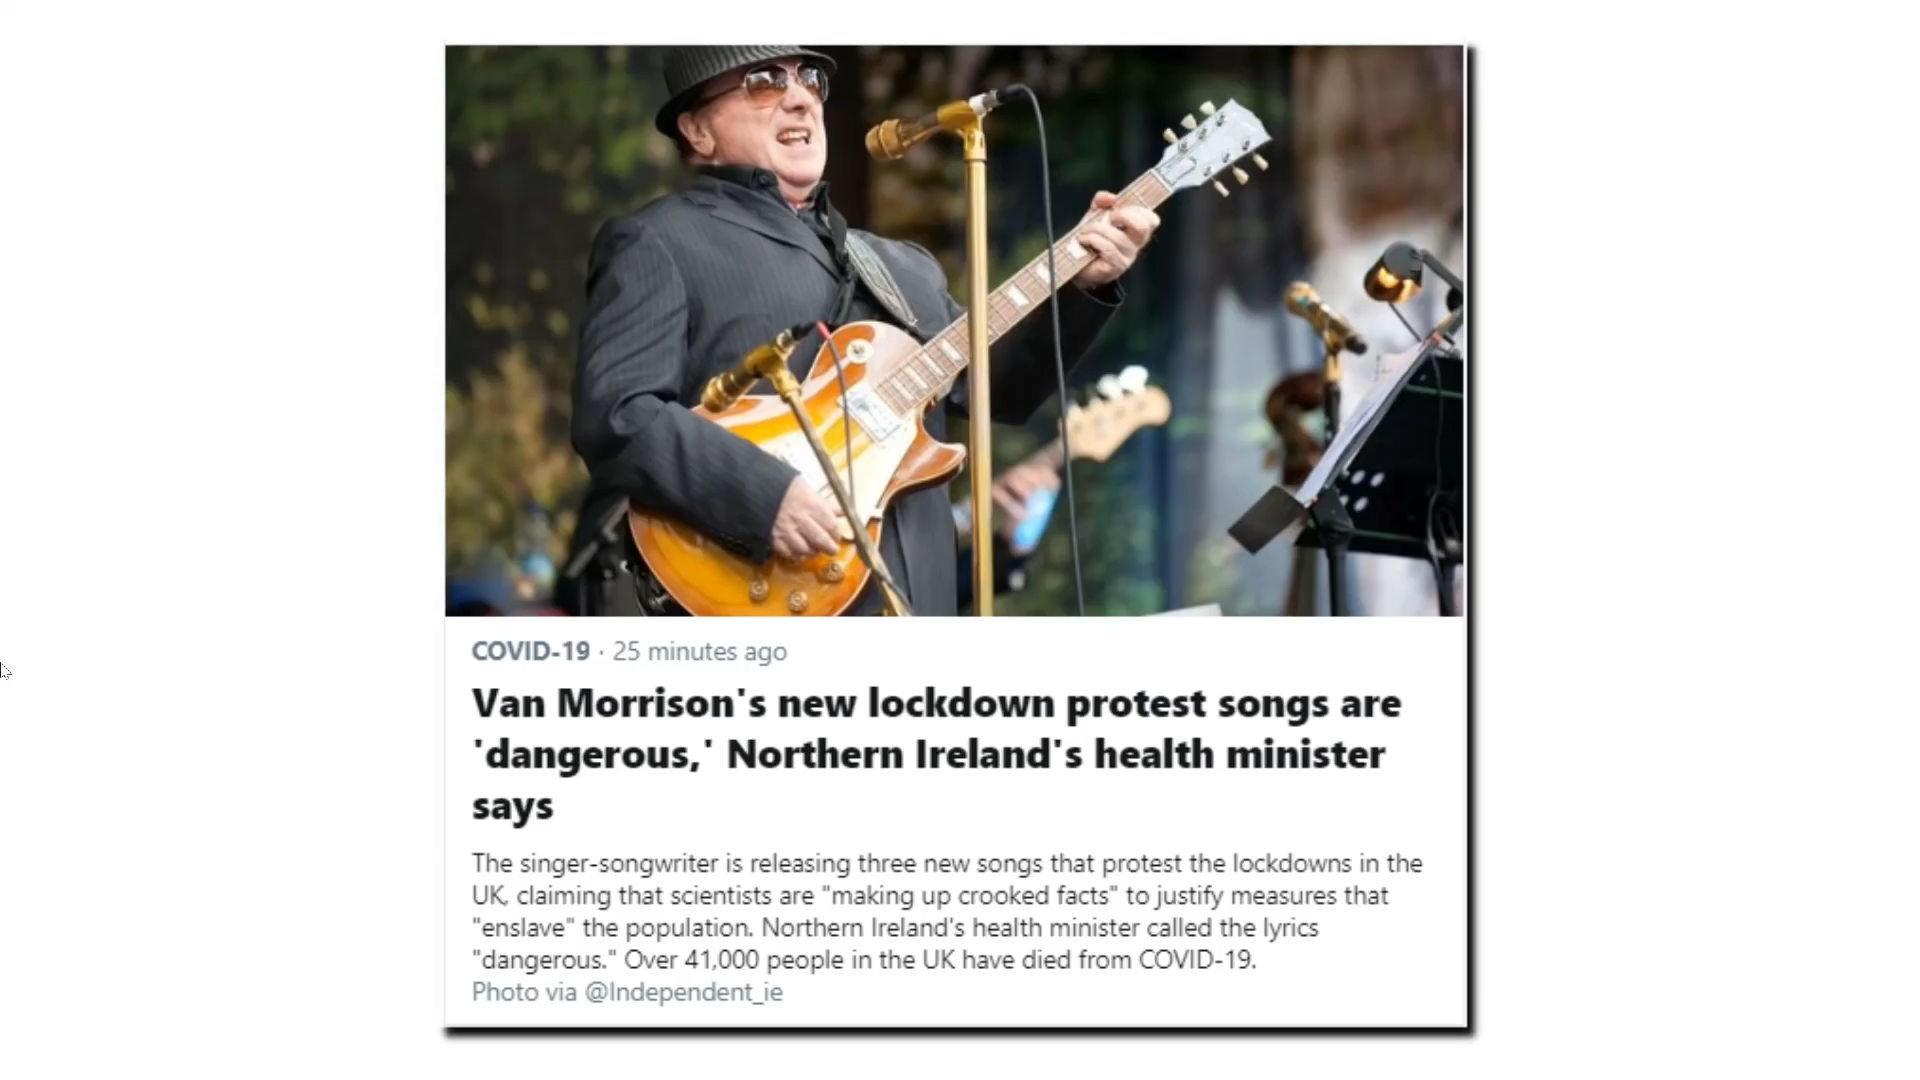 COVID-19 · 25 minutes ago
Van Morrison's new lockdown protest songs are
'dangerous,' Northern Ireland's health minister
says
The singer-songwriter is releasing three new songs that protest the lockdowns in the
UK, claiming that scientists are "making up crooked facts" to justify measures that
"enslave" the population. Northern Ireland's health minister called the lyrics
"dangerous." Over 41,000 people in the UK have died from COVID-19.
Photo via @Independent_ie